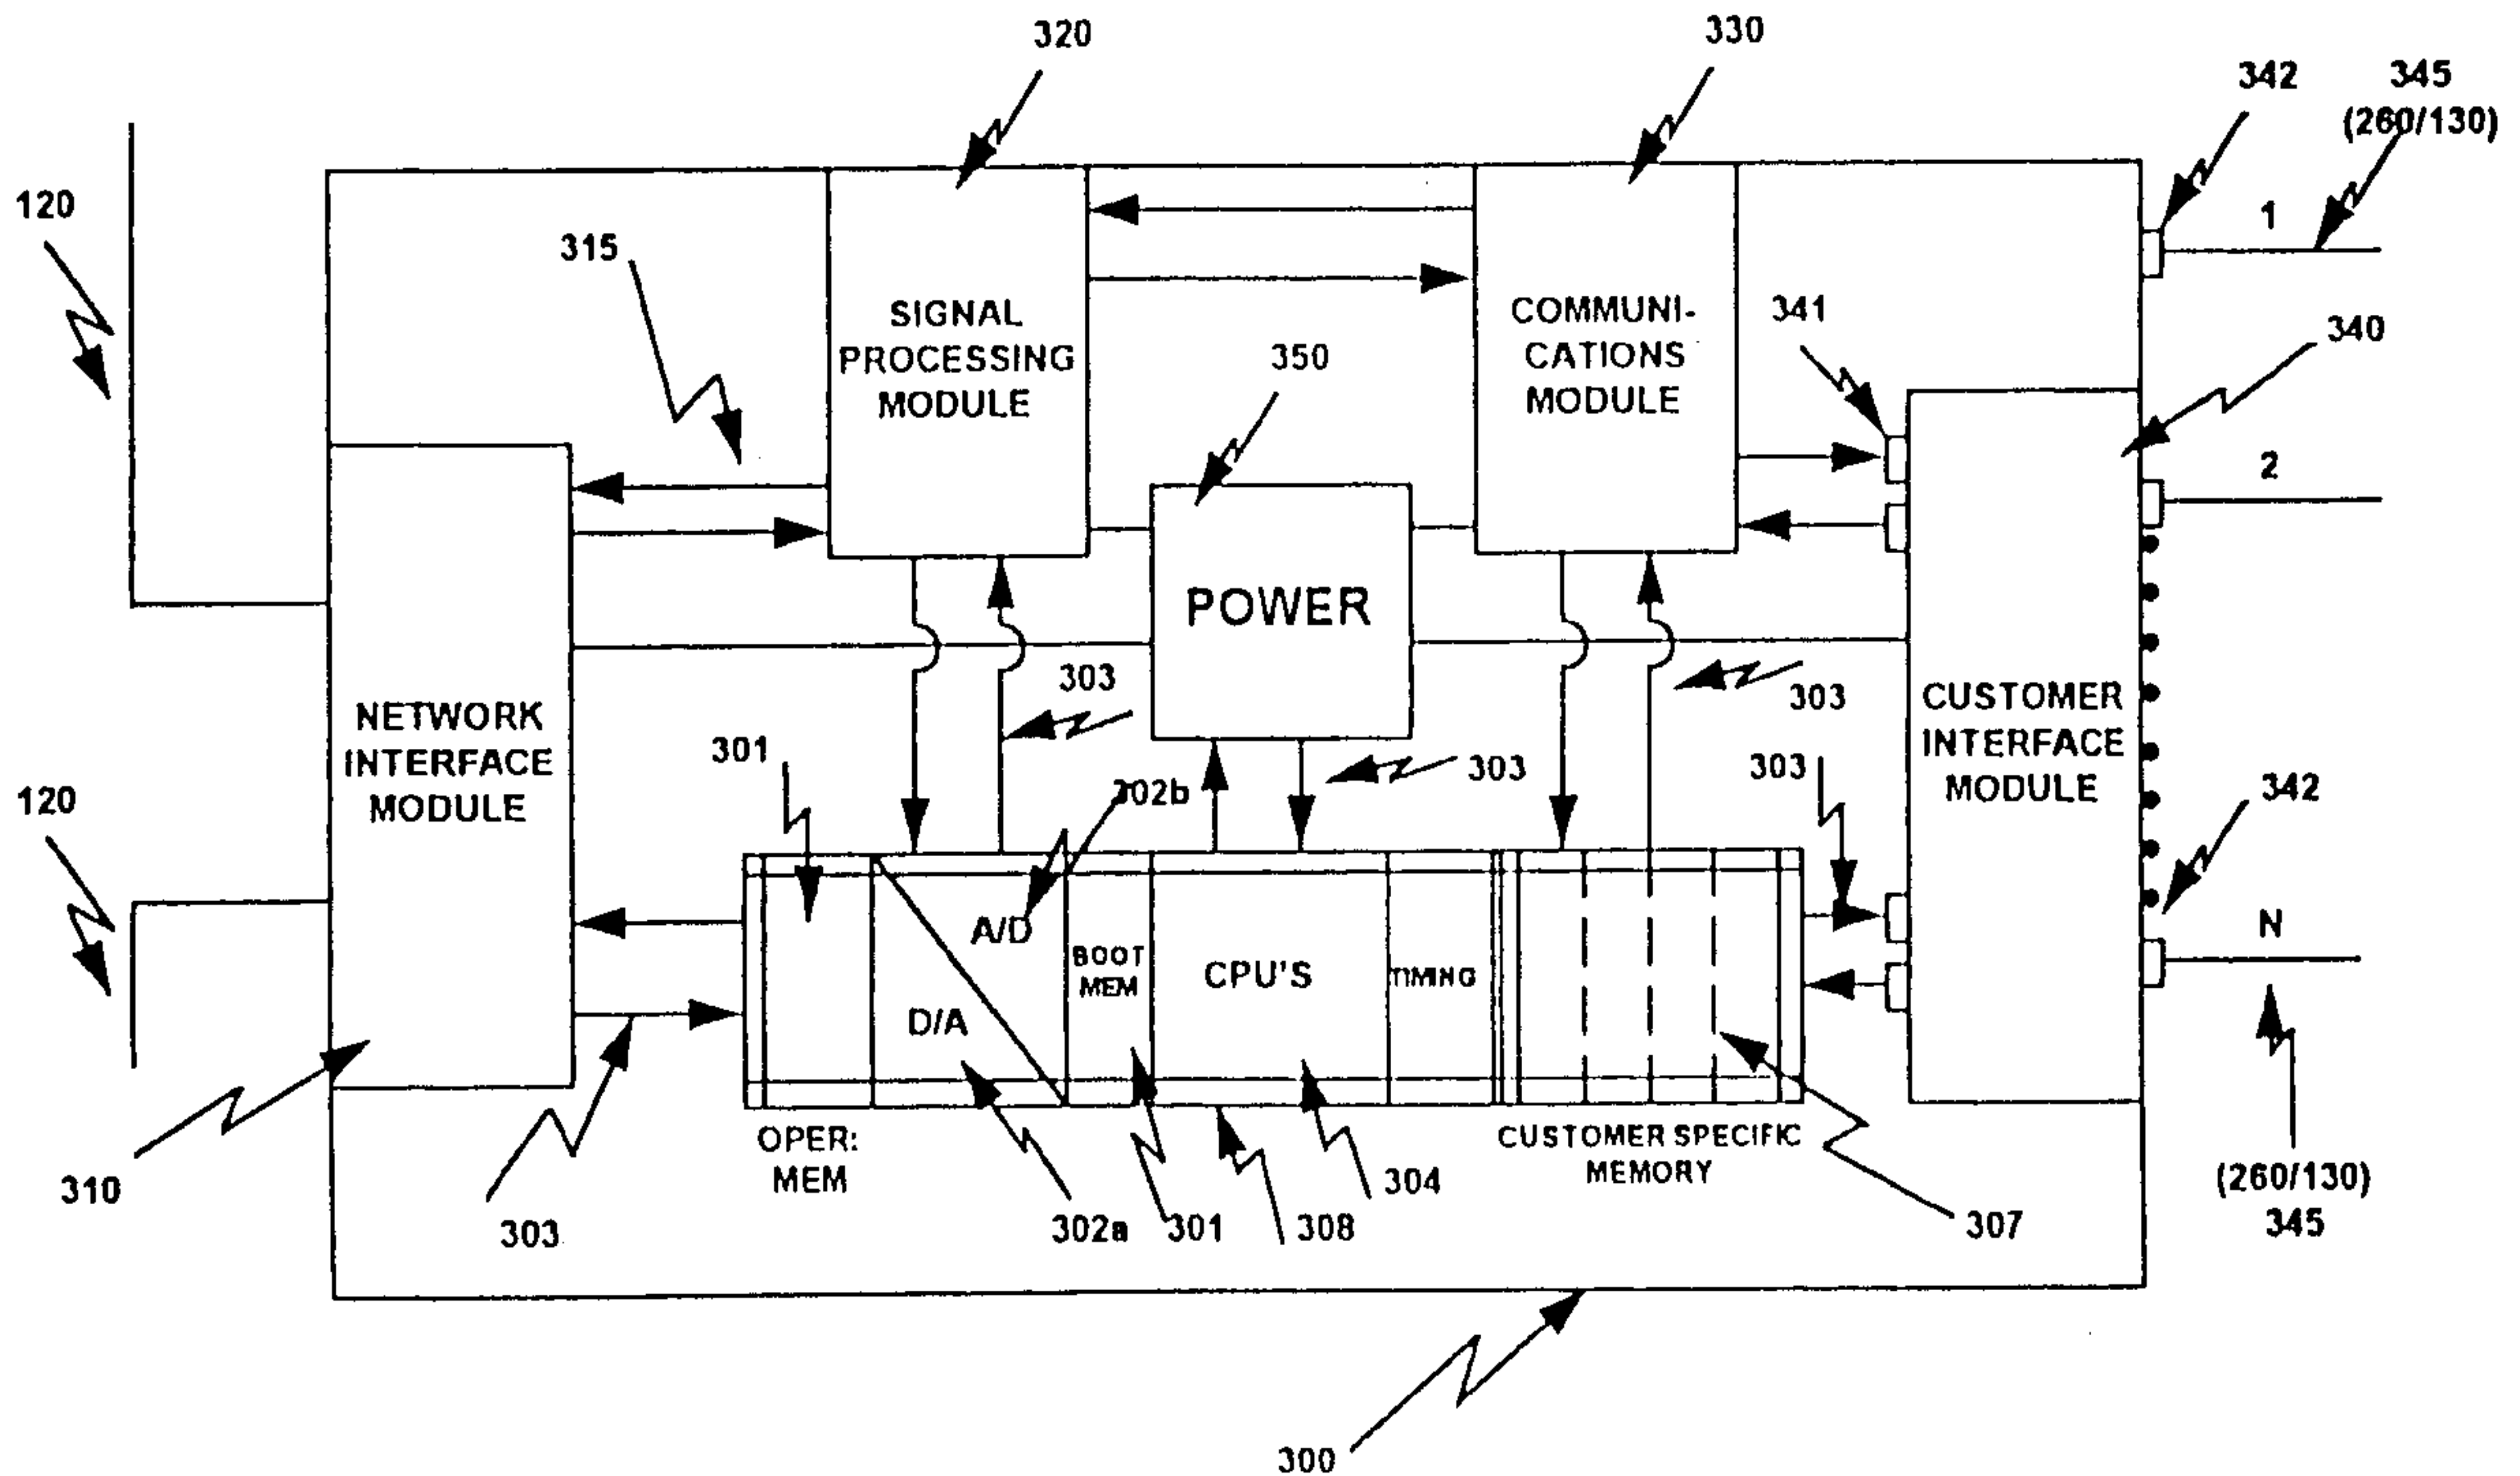 320
330
342
345
(260/130)
120
315
1
SIGNAL
PROCESSING
MODULE
COMMUNI-
CATIONS
MODULE
341
340
350
2
POWER
303
303
NETWORK
INTERFACE
MODULE
CUSTOMER
INTERFACE
MODULE
301
302b
303
303
120
342
A/D
BOOT
MEM
CPU'S
TIMING
N
D/A
OPER:
MEM
CUSTOMER SPECIFIC
MEMORY
310
303
302a
301
308
304
307
(260/130)
345
300